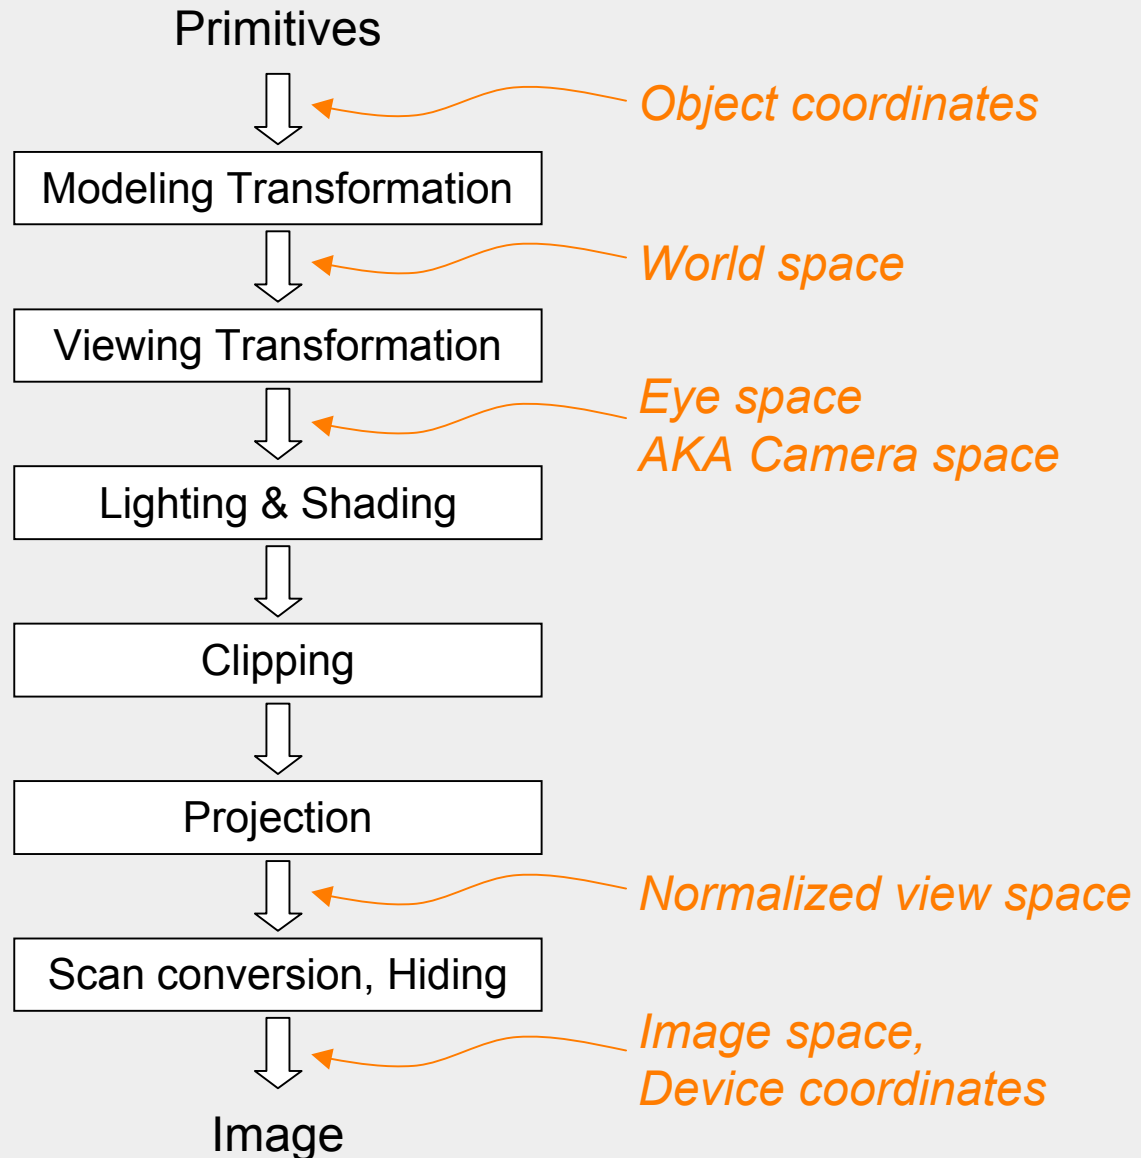 Primitives
Object coordinates
Modeling Transformation
World space
Viewing Transformation
Eye space
AKA Camera space
Lighting & Shading
Clipping
Projection
Normalized view space
Scan conversion, Hiding
Image space,
Device coordinates
Image